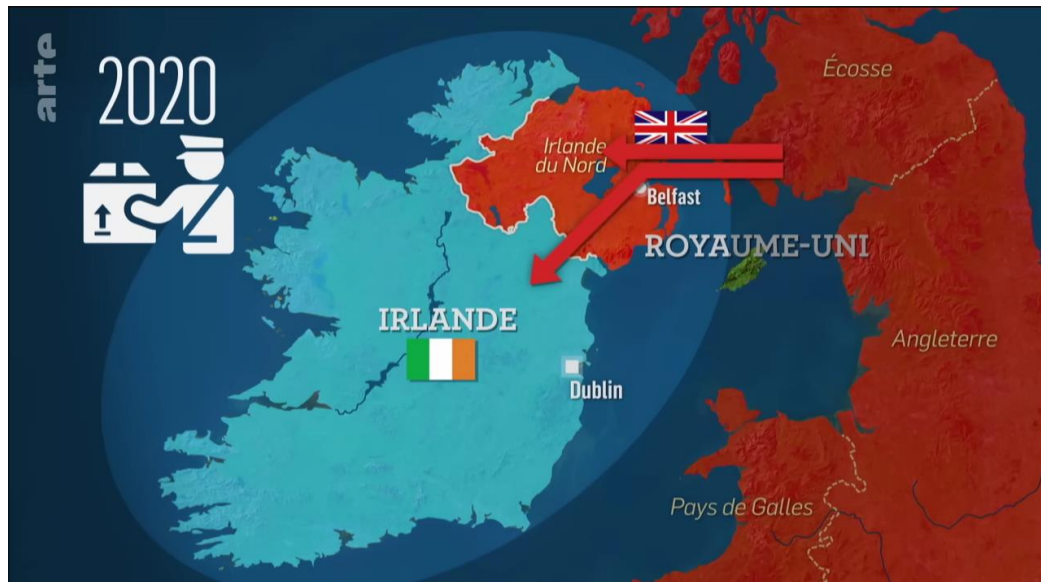 arte
2020
Écosse
Irlande
du Nord
Belfast
ROYAUME-UNI
IRLANDE
Angleterre
Dublin
Pays de Galles